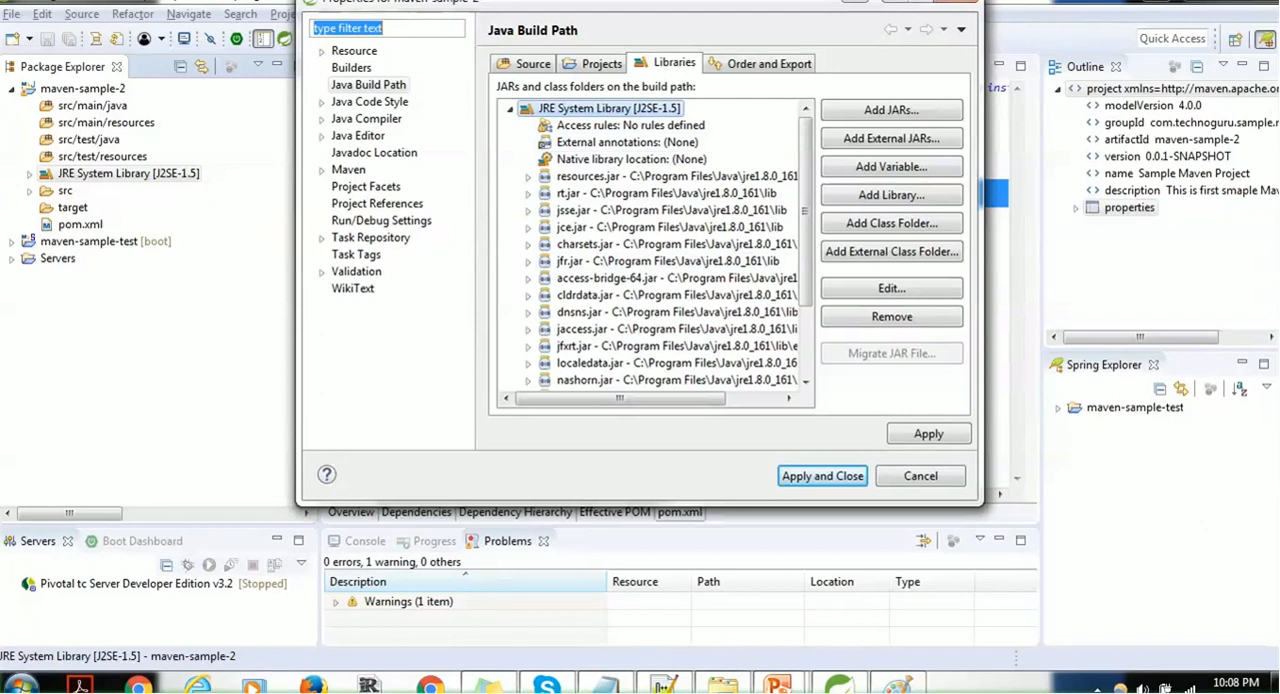 File Edit Source Refactor Navigate Search
Quick Access
Package Explorer
maven-sample-2
src/main/java
src/main/resources
src/test/java
src/test/resources
JRE System Library [J2SE-1.5]
src
target
pom.xml
maven-sample-test [boot]
Servers
type filter text
Resource
Builders
Java Build Path
Java Code Style
Java Compiler
Java Editor
Javadoc Location
Maven
Project Facets
Project References
Run/Debug Settings
Task Repository
Task Tags
Validation
WikiText
Java Build Path
Source Projects Libraries Order and Export
JARs and class folders on the build path:
JRE System Library [J2SE-1.5]
Access rules: No rules defined
External annotations: (None)
Native library location: (None)
resources.jar - C:\Program Files\Java\jre1.8.0_161
rt.jar - C:\Program Files\Java\jre1.8.0_161\lib
jsse.jar - C:\Program Files\Java\jre1.8.0_161\lib
jce.jar - C:\Program Files\Java\jre1.8.0_161\lib
charsets.jar - C:\Program Files\Java\jre1.8.0_161\
jfr.jar - C:\Program Files\Java\jre1.8.0_161\lib
access-bridge-64.jar - C:\Program Files\Java\jre1
cldrdata.jar - C:\Program Files\Java\jre1.8.0_161\
dnsns.jar - C:\Program Files\Java\jre1.8.0_161\li
jaccess.jar - C:\Program Files\Java\jre1.8.0_161\li
jfxrt.jar - C:\Program Files\Java\jre1.8.0_161\lib\e
localedata.jar - C:\Program Files\Java\jre1.8.0_16
nashorn.jar - C:\Program Files\Java\jre1.8.0_161\
Add JARs...
Add External JARs...
Add Variable...
Add Library...
Add Class Folder...
Add External Class Folder...
Edit...
Remove
Migrate JAR File...
Apply
Apply and Close Cancel
Outline
project xmlns=http://maven.apache.or
modelVersion 4.0.0
groupId com.technoguru.sample.
artifactId maven-sample-2
version 0.0.1-SNAPSHOT
name Sample Maven Project
description This is first smaple Ma
properties
Spring Explorer
maven-sample-test
Overview Dependencies Dependency Hierarchy Effective POM pom.xml
Servers Boot Dashboard
Pivotal tc Server Developer Edition v3.2 [Stopped]
Console Progress Problems
0 errors, 1 warning, 0 others
Description Resource Path Location Type
Warnings (1 item)
JRE System Library [J2SE-1.5] - maven-sample-2
10:08 PM